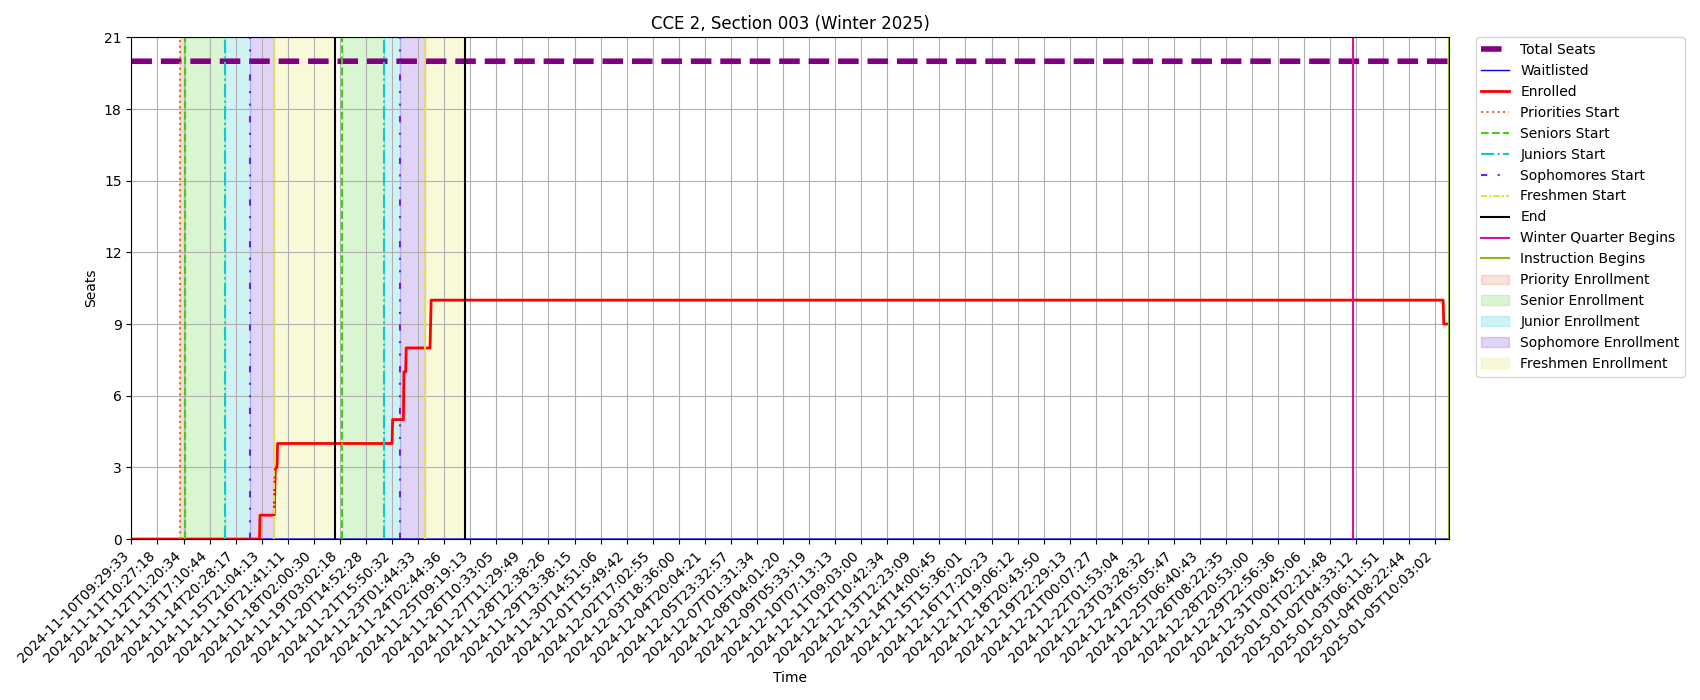 CCE 2, Section 003 (Winter 2025)
21
18
15
12
9
6
3
0
Seats
2024-11-10T09:29:33
2024-11-11T10:27:18
2024-11-12T11:20:34
2024-11-13T17:10:44
2024-11-14T20:28:17
2024-11-15T21:04:13
2024-11-16T21:41:11
2024-11-18T02:00:30
2024-11-19T03:02:18
2024-11-20T14:52:28
2024-11-21T15:50:32
2024-11-23T01:44:33
2024-11-24T02:44:36
2024-11-25T09:19:13
2024-11-26T10:33:05
2024-11-27T11:29:49
2024-11-28T12:38:26
2024-11-29T13:38:15
2024-11-30T14:51:06
2024-12-01T15:49:42
2024-12-02T17:02:55
2024-12-03T18:36:00
2024-12-04T20:04:21
2024-12-05T23:32:57
2024-12-07T01:31:34
2024-12-08T04:01:20
2024-12-09T05:33:19
2024-12-10T07:13:13
2024-12-11T09:03:00
2024-12-12T10:42:34
2024-12-13T12:23:09
2024-12-14T14:00:45
2024-12-15T15:36:01
2024-12-16T17:20:23
2024-12-17T19:06:12
2024-12-18T20:43:50
2024-12-19T22:29:13
2024-12-21T00:07:27
2024-12-22T01:53:04
2024-12-23T03:28:32
2024-12-24T05:05:47
2024-12-25T06:40:43
2024-12-26T08:22:35
2024-12-28T20:53:00
2024-12-29T22:56:36
2024-12-31T00:45:06
2025-01-01T02:21:48
2025-01-02T04:33:12
2025-01-03T06:11:51
2025-01-04T08:22:44
2025-01-05T10:03:02
Time
Total Seats
Waitlisted
Enrolled
Priorities Start
Seniors Start
Juniors Start
Sophomores Start
Freshmen Start
End
Winter Quarter Begins
Instruction Begins
Priority Enrollment
Senior Enrollment
Junior Enrollment
Sophomore Enrollment
Freshmen Enrollment